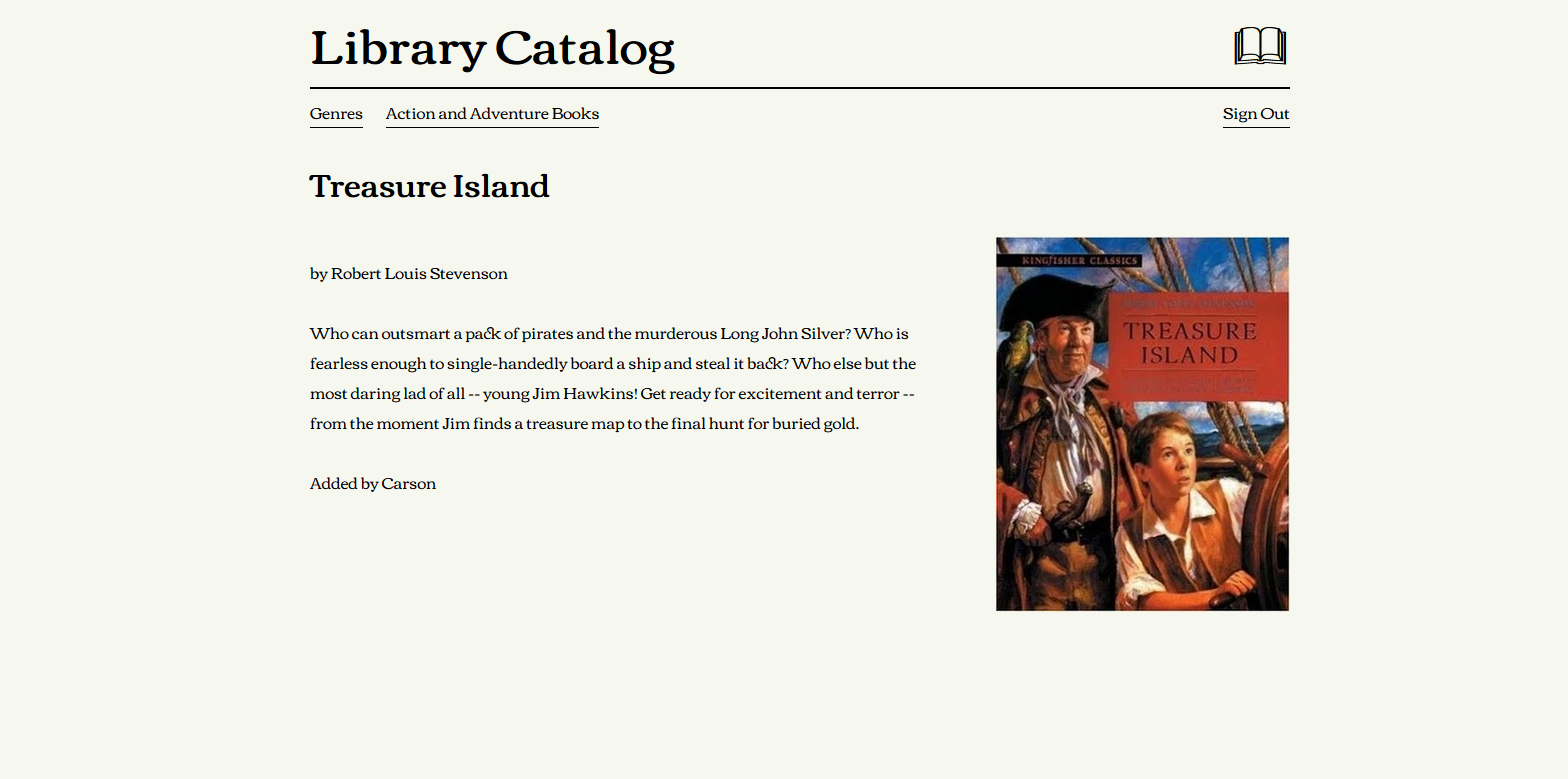 Library Catalog
Genres Action and Adventure Books Sign Out
Treasure Island
by Robert Louis Stevenson
Who can outsmart a pack of pirates and the murderous Long John Silver? Who is
fearless enough to single-handedly board a ship and steal it back? Who else but the
most daring lad of all -- young Jim Hawkins! Get ready for excitement and terror --
from the moment Jim finds a treasure map to the final hunt for buried gold.
Added by Carson
KINGFISHER CLASSICS
TREASURE
ISLAND